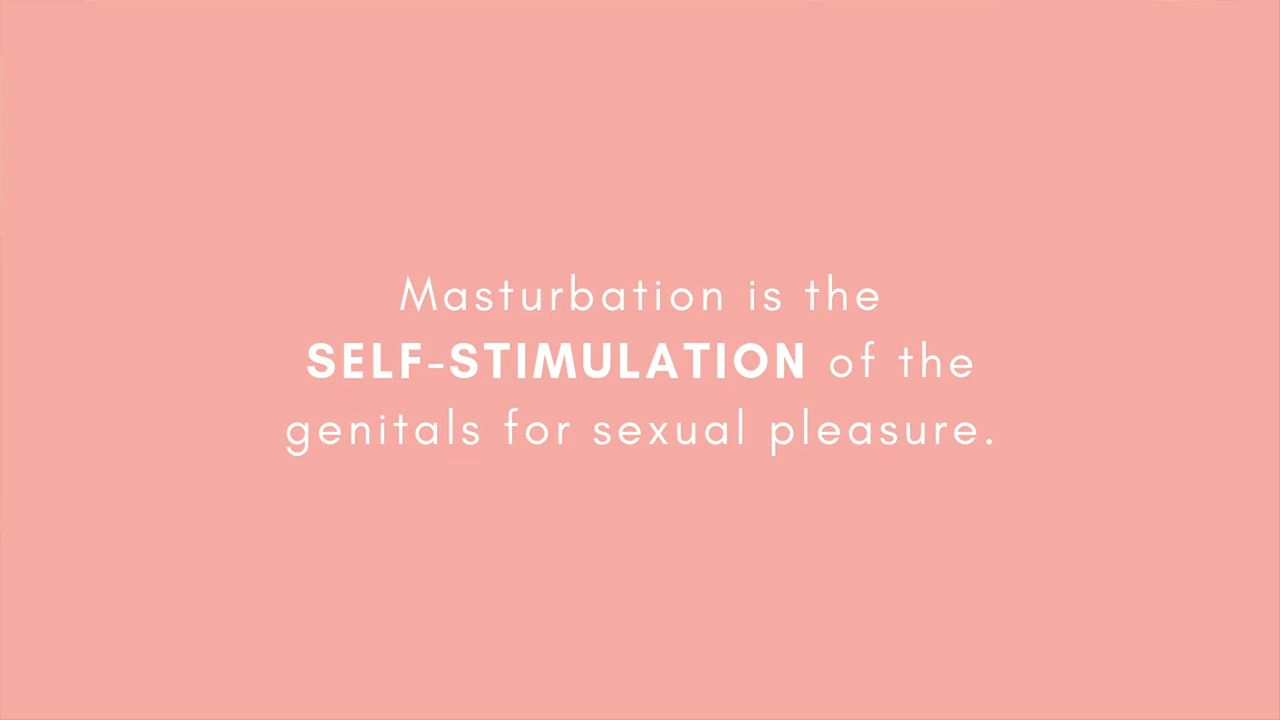 Masturbation is the
SELF-STIMULATION of the
genitals for sexual pleasure.